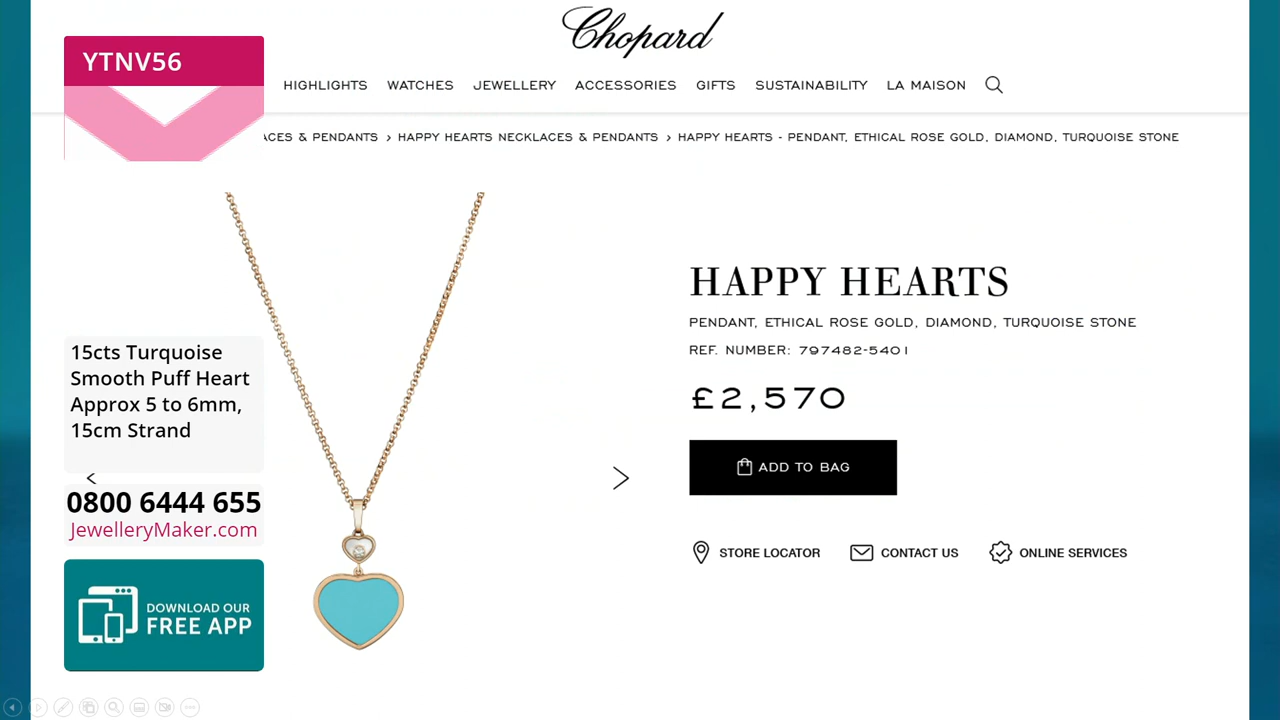 Chopard
YTNV56
HIGHLIGHTS WATCHES JEWELLERY ACCESSORIES GIFTS SUSTAINABILITY LA MAISON
& PENDANTS > HAPPY HEARTS NECKLACES & PENDANTS > HAPPY HEARTS - PENDANT, ETHICAL ROSE GOLD, DIAMOND, TURQUOISE STONE
HAPPY HEARTS
PENDANT, ETHICAL ROSE GOLD, DIAMOND, TURQUOISE STONE
REF. NUMBER: 797482-5401
£2,570
ADD TO BAG
STORE LOCATOR CONTACT US ONLINE SERVICES
15cts Turquoise
Smooth Puff Heart
Approx 5 to 6mm,
15cm Strand
0800 6444 655
JewelleryMaker.com
DOWNLOAD OUR
FREE APP